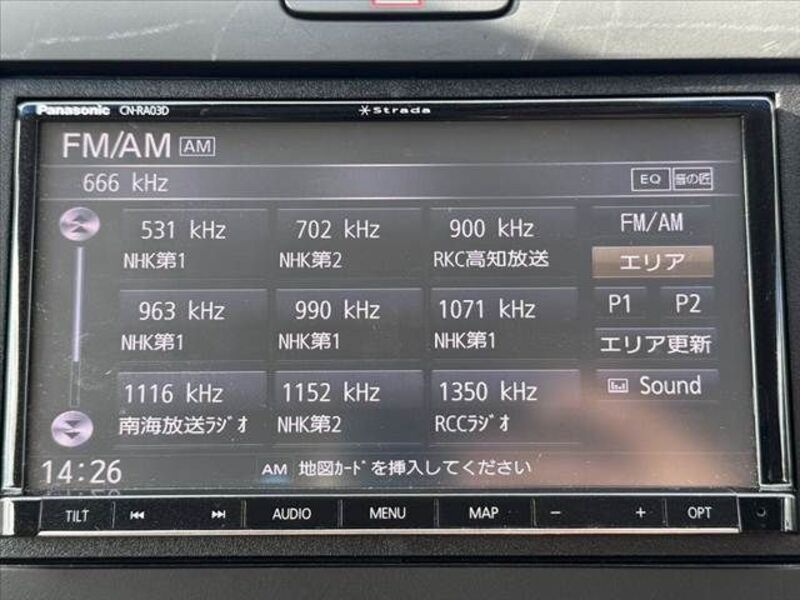 Panasonic CN-RA03D Strada
FM/AM AM
666 kHz EQ 音の匠
531 kHz 702 kHz 900 kHz FM/AM
NHK第1 NHK第2 RKC高知放送 エリア
963 kHz 990 kHz 1071 kHz P1 P2
NHK第1 NHK第1 NHK第1 エリア更新
1116 kHz 1152 kHz 1350 kHz Sound
南海放送ﾗｼﾞｵ NHK第2 RCCﾗｼﾞｵ
14:26 AM 地図ｶｰﾄﾞを挿入してください
TILT AUDIO MENU MAP − + OPT